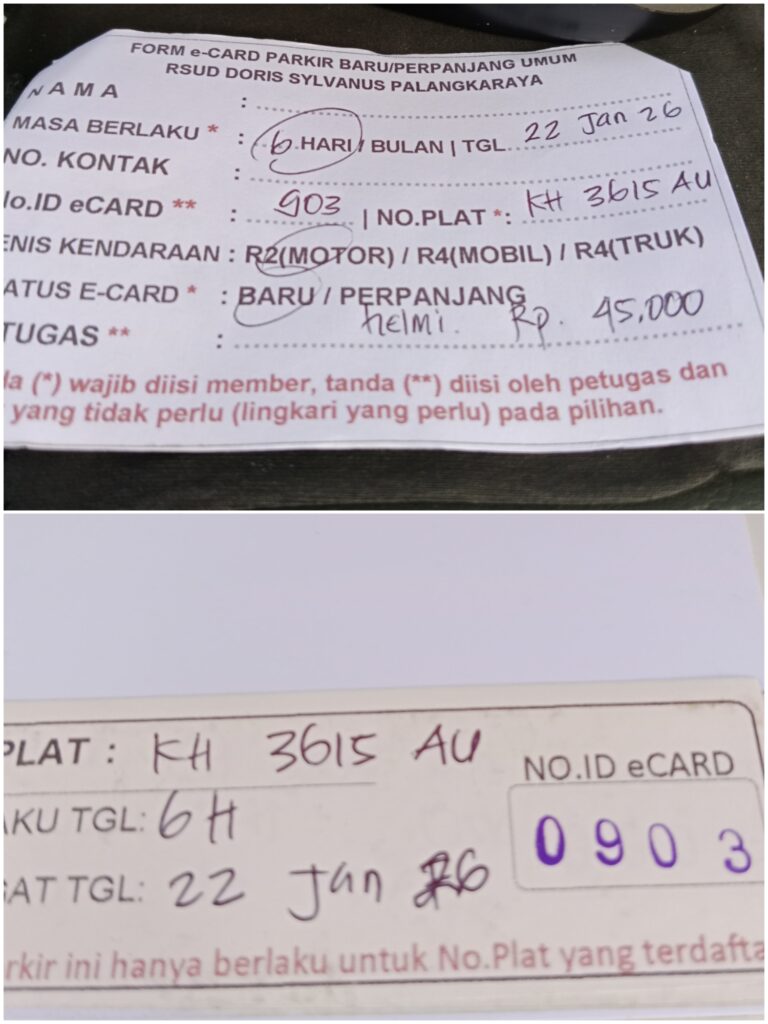 FORM e-CARD PARKIR BARU/PERPANJANG UMUM
RSUD DORIS SYLVANUS PALANGKARAYA
NAMA :
MASA BERLAKU * : 6 HARI / BULAN | TGL. 22 Jan 26
NO. KONTAK :
No.ID eCARD ** : 903 | NO.PLAT *: KH 3615 AU
ENIS KENDARAAN : R2(MOTOR) / R4(MOBIL) / R4(TRUK)
ATUS E-CARD * : BARU / PERPANJANG
TUGAS ** : helmi. Rp. 45,000
da (*) wajib diisi member, tanda (**) diisi oleh petugas dan
yang tidak perlu (lingkari yang perlu) pada pilihan.
PLAT : KH 3615 AU
NO.ID eCARD
AKU TGL: 6H
0903
AT TGL: 22 Jan 26
rkir ini hanya berlaku untuk No.Plat yang terdafta